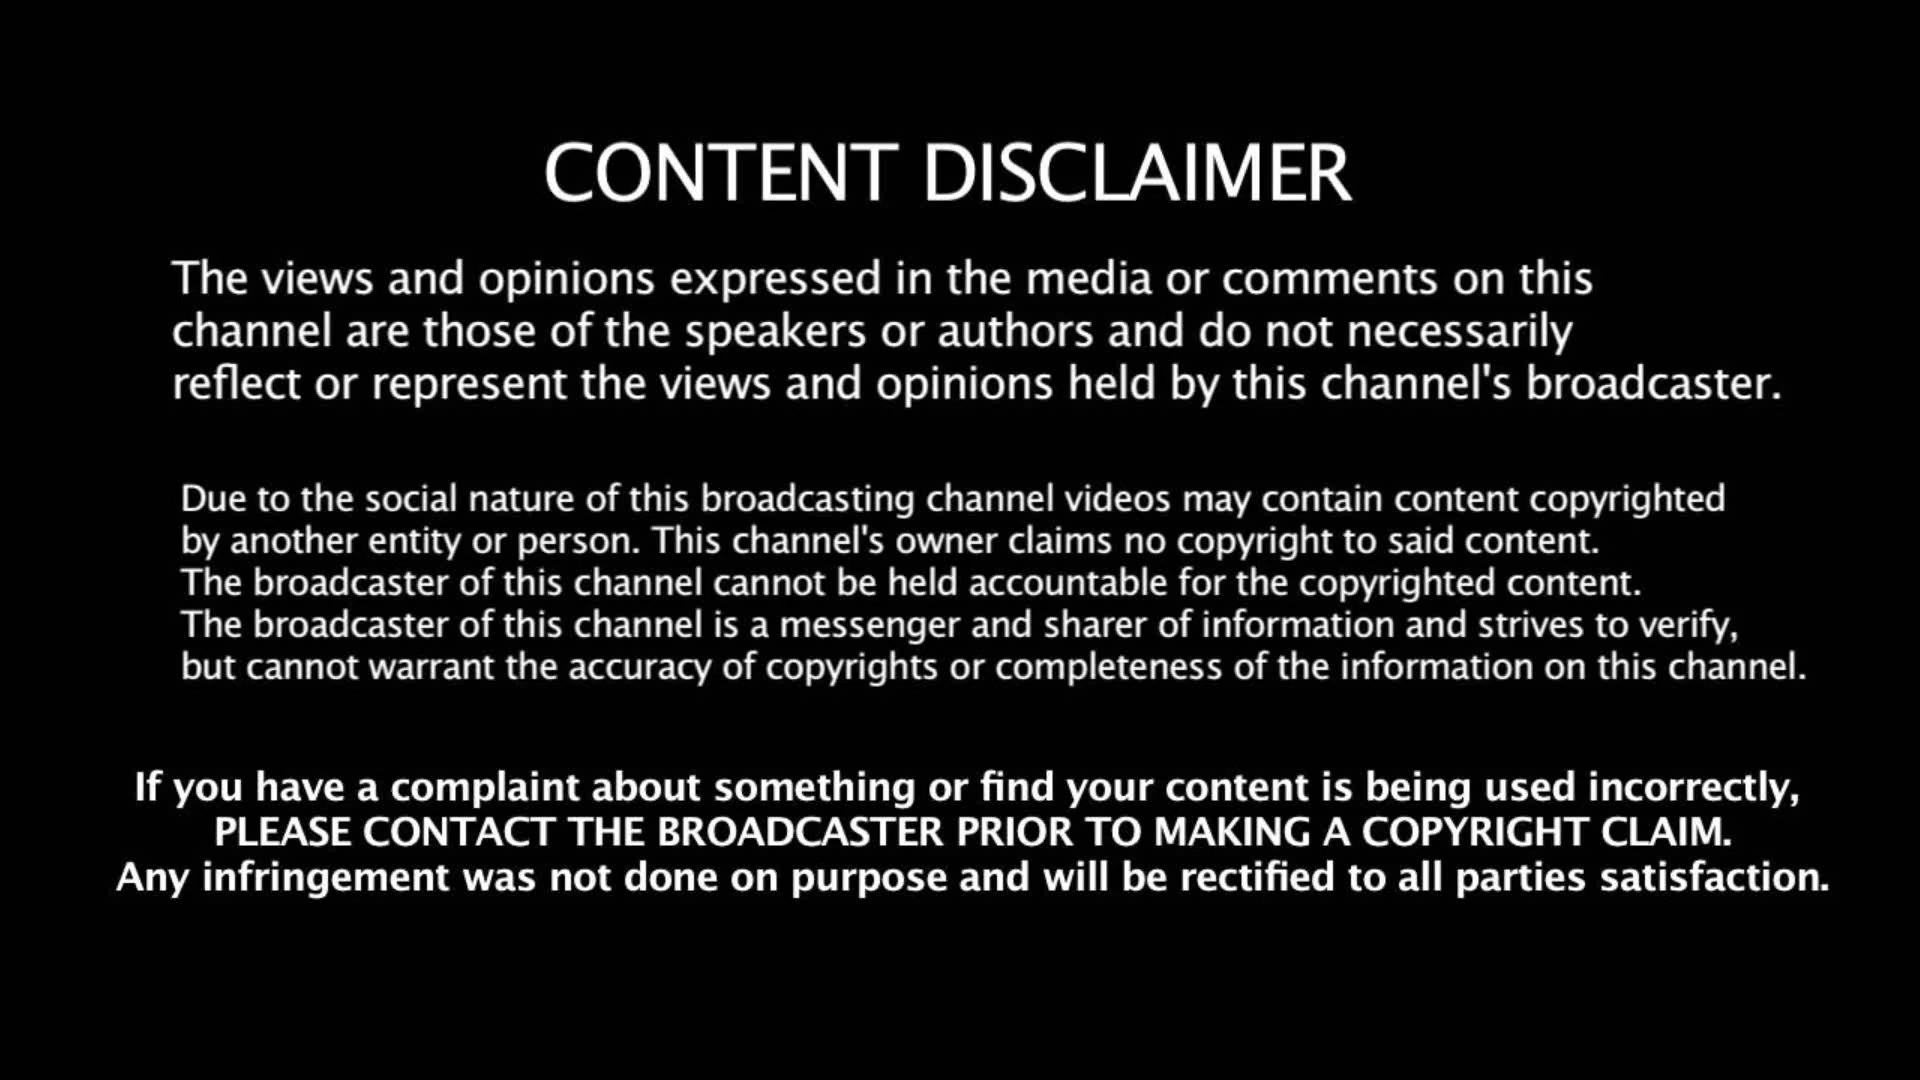 CONTENT DISCLAIMER
The views and opinions expressed in the media or comments on this
channel are those of the speakers or authors and do not necessarily
reflect or represent the views and opinions held by this channel's broadcaster.
Due to the social nature of this broadcasting channel videos may contain content copyrighted
by another entity or person. This channel's owner claims no copyright to said content.
The broadcaster of this channel cannot be held accountable for the copyrighted content.
The broadcaster of this channel is a messenger and sharer of information and strives to verify,
but cannot warrant the accuracy of copyrights or completeness of the information on this channel.
If you have a complaint about something or find your content is being used incorrectly,
PLEASE CONTACT THE BROADCASTER PRIOR TO MAKING A COPYRIGHT CLAIM.
Any infringement was not done on purpose and will be rectified to all parties satisfaction.